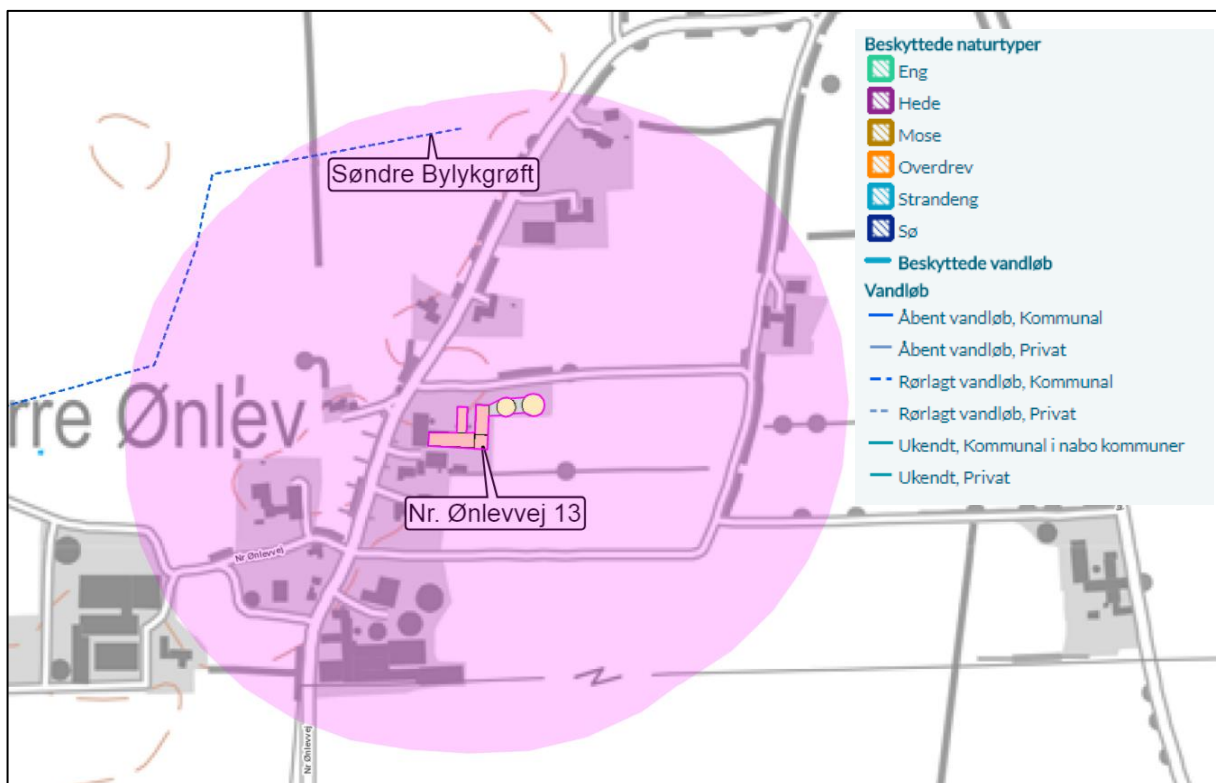 Beskyttede naturtyper
Eng
Hede
Mose
Overdrev
Strandeng
Sø
Beskyttede vandløb
Vandløb
Åbent vandløb, Kommunal
Åbent vandløb, Privat
Rørlagt vandløb, Kommunal
Rørlagt vandløb, Privat
Ukendt, Kommunal i nabo kommuner
Ukendt, Privat
Søndre Bylykgrøft
rre Ønlev
Nr. Ønlevvej 13
Nr Ønlevvej
Nr Ønlevvej